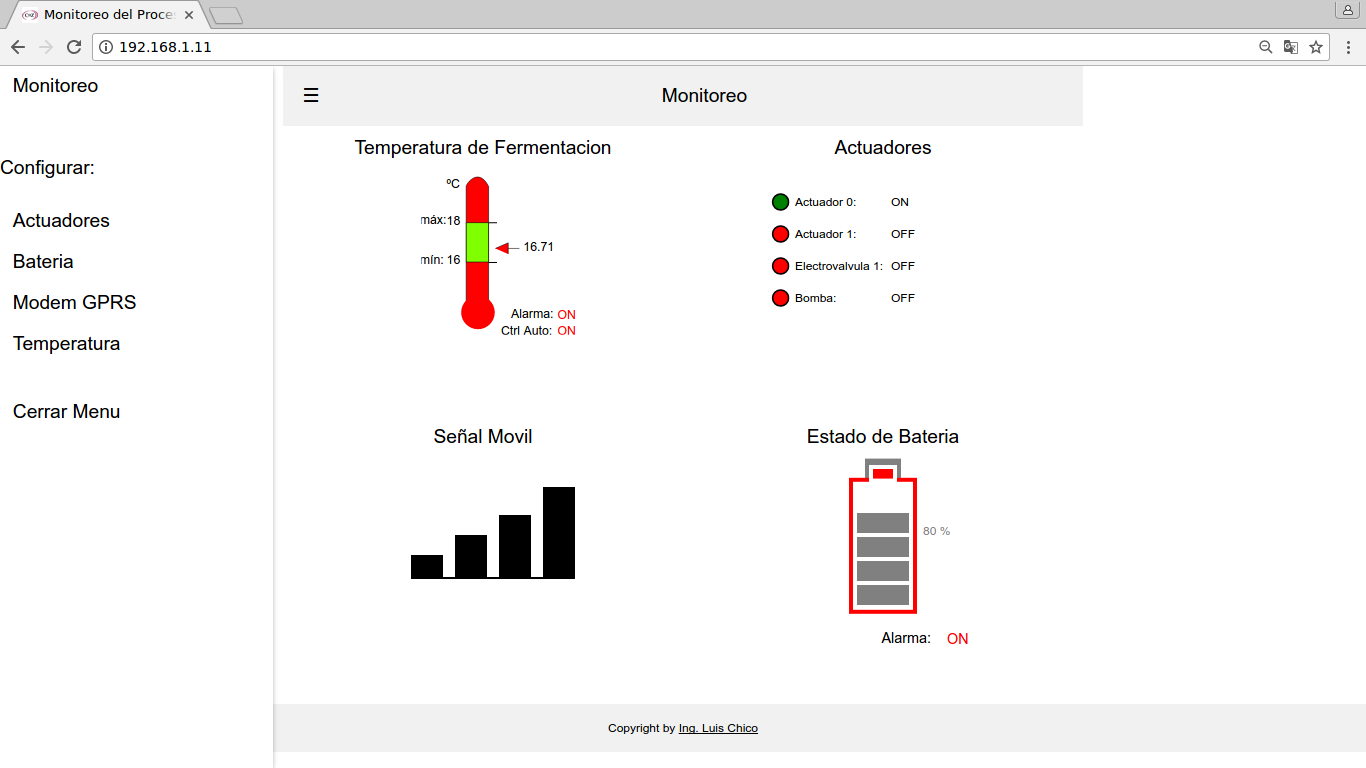 Monitoreo del Proces
192.168.1.11
Monitoreo
Configurar:
Actuadores
Bateria
Modem GPRS
Temperatura
Cerrar Menu
☰ Monitoreo
Temperatura de Fermentacion
ºC
máx:18
16.71
mín: 16
Alarma: ON
Ctrl Auto: ON
Actuadores
Actuador 0: ON
Actuador 1: OFF
Electrovalvula 1: OFF
Bomba: OFF
Señal Movil
Estado de Bateria
80 %
Alarma: ON
Copyright by Ing. Luis Chico